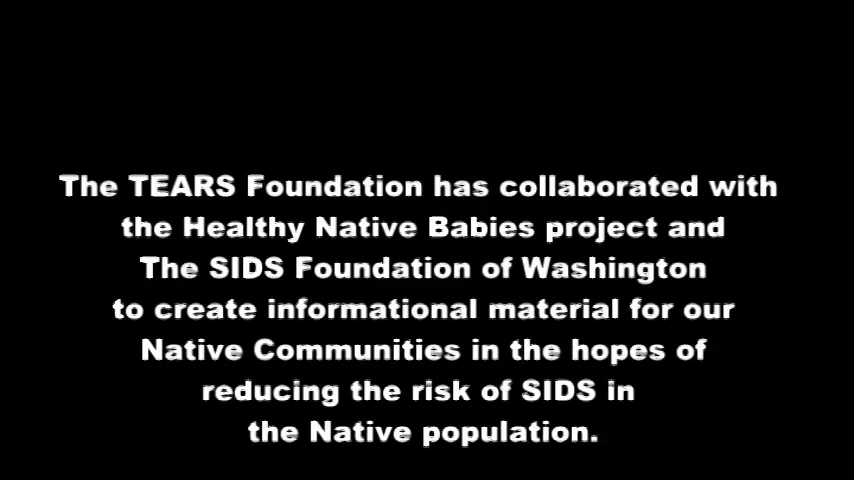 The TEARS Foundation has collaborated with
the Healthy Native Babies project and
The SIDS Foundation of Washington
to create informational material for our
Native Communities in the hopes of
reducing the risk of SIDS in
the Native population.